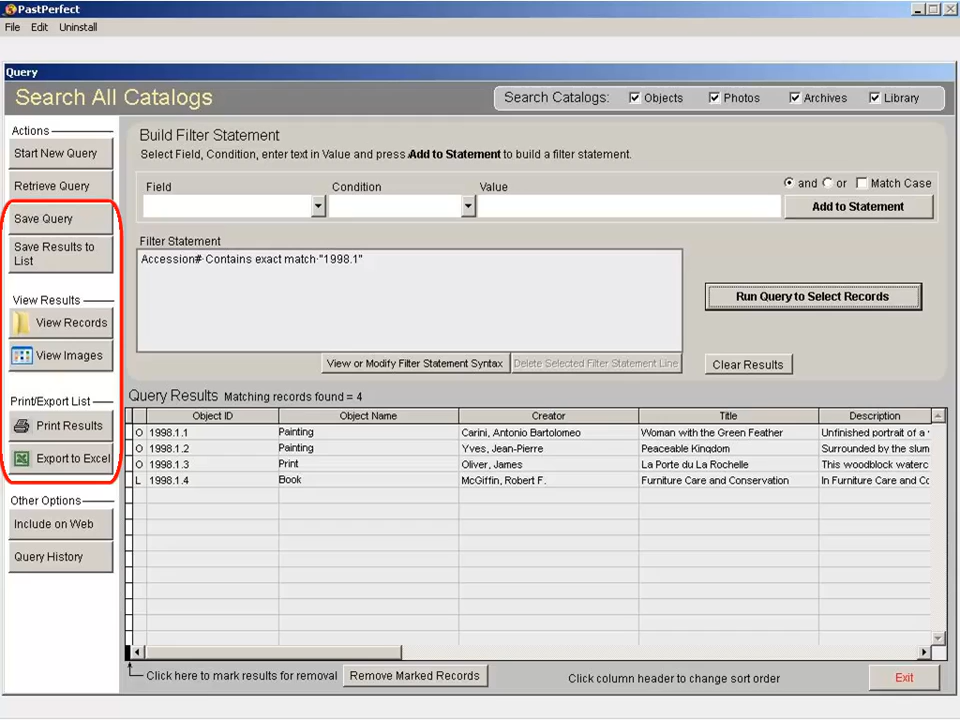 PastPerfect
File Edit Uninstall
Query
Search All Catalogs
Search Catalogs: Objects Photos Archives Library
Actions
Start New Query
Retrieve Query
Save Query
Save Results to
List
View Results
View Records
View Images
Print/Export List
Print Results
Export to Excel
Other Options
Include on Web
Query History
Build Filter Statement
Select Field, Condition, enter text in Value and press Add to Statement to build a filter statement.
Field Condition Value
and or Match Case
Add to Statement
Filter Statement
Accession# Contains exact match "1998.1"
Run Query to Select Records
View or Modify Filter Statement Syntax Delete Selected Filter Statement Line Clear Results
Query Results Matching records found = 4
Object ID Object Name Creator Title Description
O 1998.1.1 Painting Carini, Antonio Bartolomeo Woman with the Green Feather Unfinished portrait of a
O 1998.1.2 Painting Yves, Jean-Pierre Peaceable Kingdom Surrounded by the slum
O 1998.1.3 Print Oliver, James La Porte du La Rochelle This woodblock waterc
L 1998.1.4 Book McGiffin, Robert F. Furniture Care and Conservation In Furniture Care and Co
Click here to mark results for removal Remove Marked Records Click column header to change sort order Exit